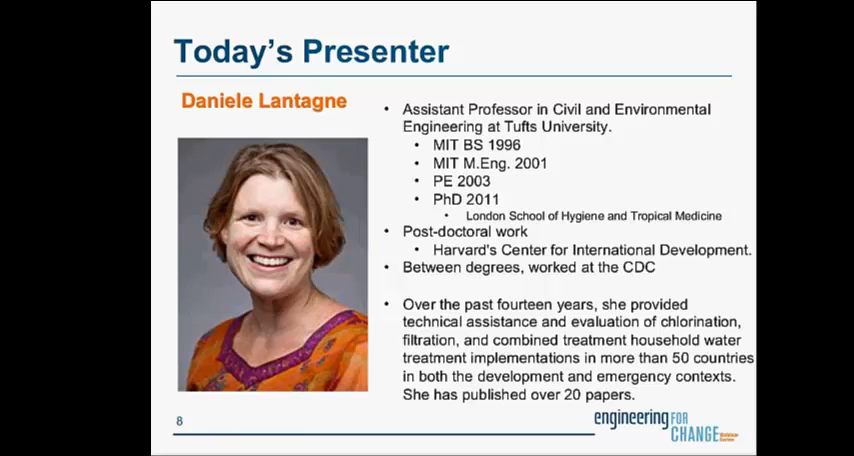 Today's Presenter
Daniele Lantagne
• Assistant Professor in Civil and Environmental
Engineering at Tufts University.
• MIT BS 1996
• MIT M.Eng. 2001
• PE 2003
• PhD 2011
• London School of Hygiene and Tropical Medicine
• Post-doctoral work
• Harvard's Center for International Development.
• Between degrees, worked at the CDC
• Over the past fourteen years, she provided
technical assistance and evaluation of chlorination,
filtration, and combined treatment household water
treatment implementations in more than 50 countries
in both the development and emergency contexts.
She has published over 20 papers.
8
engineering FOR
CHANGE Webinar
Series